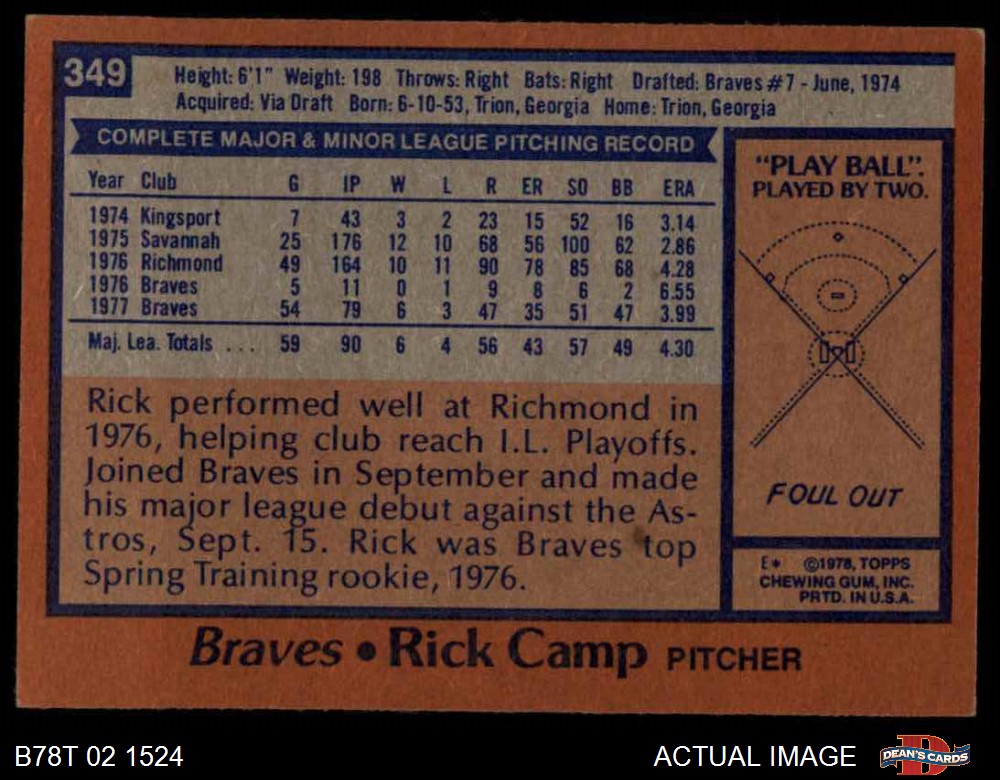 349
Height: 6'1" Weight: 198 Throws: Right Bats: Right Drafted: Braves #7 - June, 1974
Acquired: Via Draft Born: 6-10-53, Trion, Georgia Home: Trion, Georgia
COMPLETE MAJOR & MINOR LEAGUE PITCHING RECORD
Year Club G IP W L R ER SO BB ERA
1974 Kingsport 7 43 3 2 23 15 52 16 3.14
1975 Savannah 25 176 12 10 68 56 100 62 2.86
1976 Richmond 49 164 10 11 90 78 85 68 4.28
1976 Braves 5 11 0 1 9 8 6 2 6.55
1977 Braves 54 79 6 3 47 35 51 47 3.99
Maj. Lea. Totals ... 59 90 6 4 56 43 57 49 4.30
Rick performed well at Richmond in
1976, helping club reach I.L. Playoffs.
Joined Braves in September and made
his major league debut against the As-
tros, Sept. 15. Rick was Braves top
Spring Training rookie, 1976.
"PLAY BALL":
PLAYED BY TWO.
FOUL OUT
E* ©1978, TOPPS
CHEWING GUM, INC.
PRTD. IN U.S.A.
Braves • Rick Camp PITCHER
B78T 02 1524
ACTUAL IMAGE
D
DEAN'S CARDS